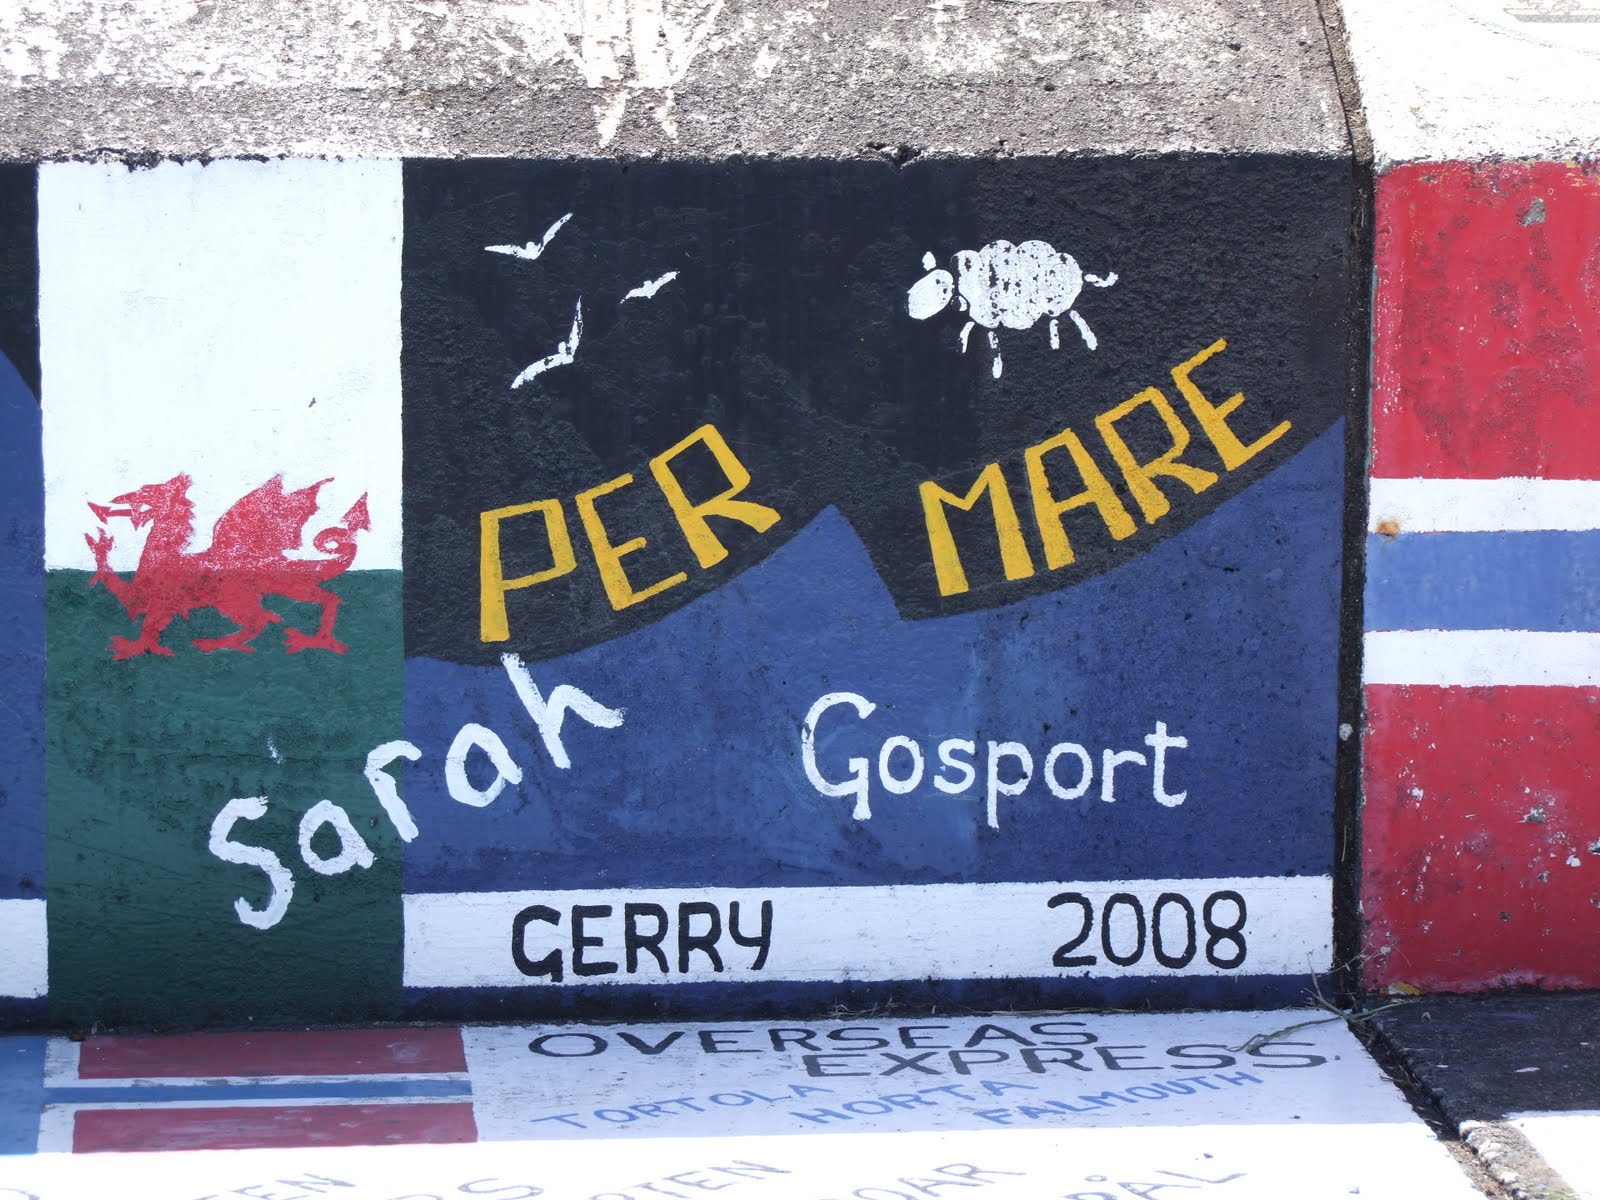 PER MARE
Sarah
Gosport
GERRY 2008
OVERSEAS
EXPRESS
TORTOLA HORTA FALMOUTH